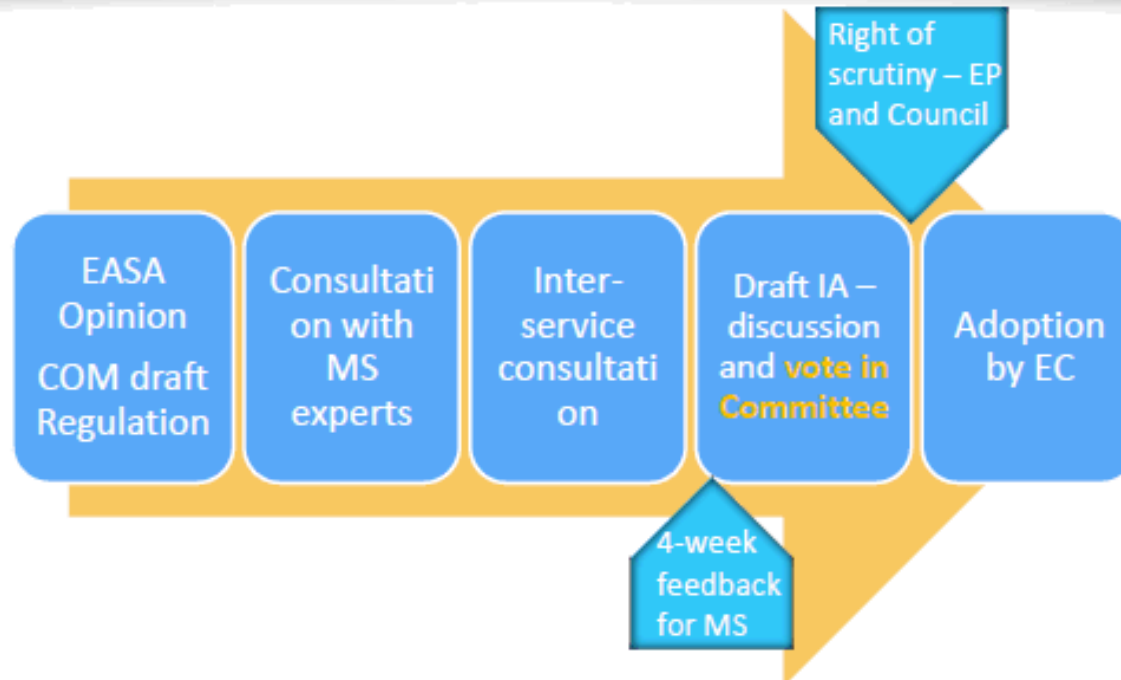 Right of
scrutiny – EP
and Council
EASA
Opinion
COM draft
Regulation
Consultati
on with
MS
experts
Inter-
service
consultati
on
Draft IA –
discussion
and vote in
Committee
Adoption
by EC
4-week
feedback
for MS